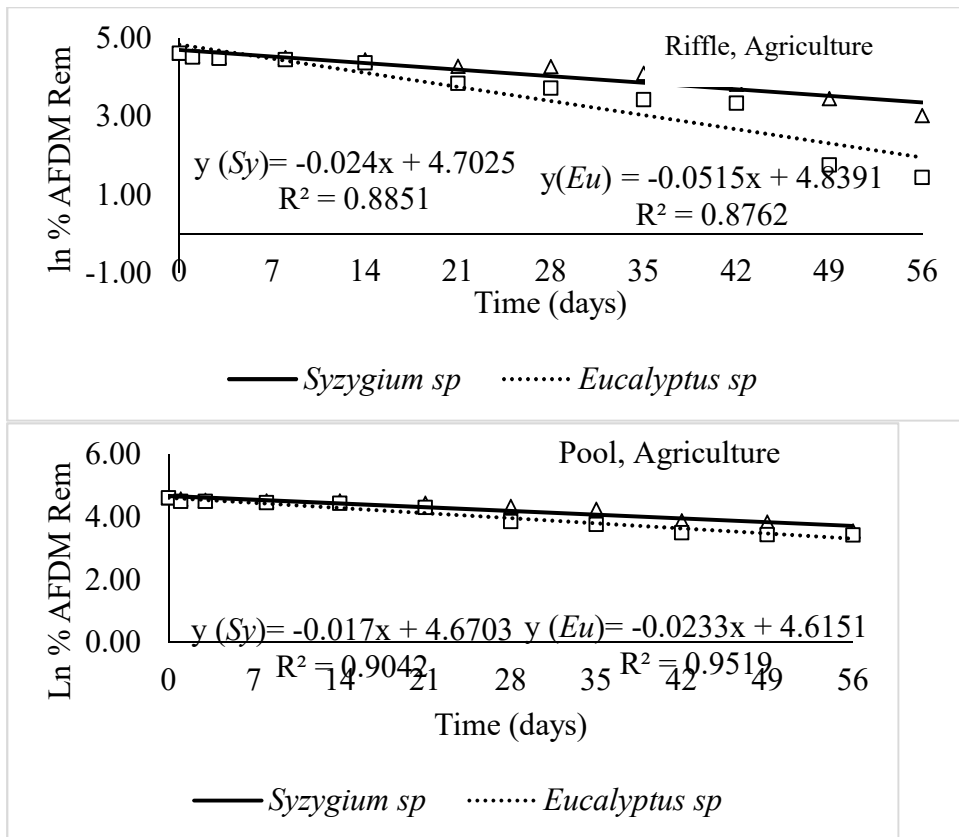 Riffle, Agriculture
ln % AFDM Rem
5.00
3.00
1.00
-1.00
y (Sy)= -0.024x + 4.7025
R² = 0.8851
y(Eu) = -0.0515x + 4.8391
R² = 0.8762
0 7 14 21 28 35 42 49 56
Time (days)
Syzygium sp Eucalyptus sp
Pool, Agriculture
Ln % AFDM Rem
6.00
4.00
2.00
0.00
y (Sy)= -0.017x + 4.6703
R² = 0.9042
y (Eu)= -0.0233x + 4.6151
R² = 0.9519
0 7 14 21 28 35 42 49 56
Time (days)
Syzygium sp Eucalyptus sp